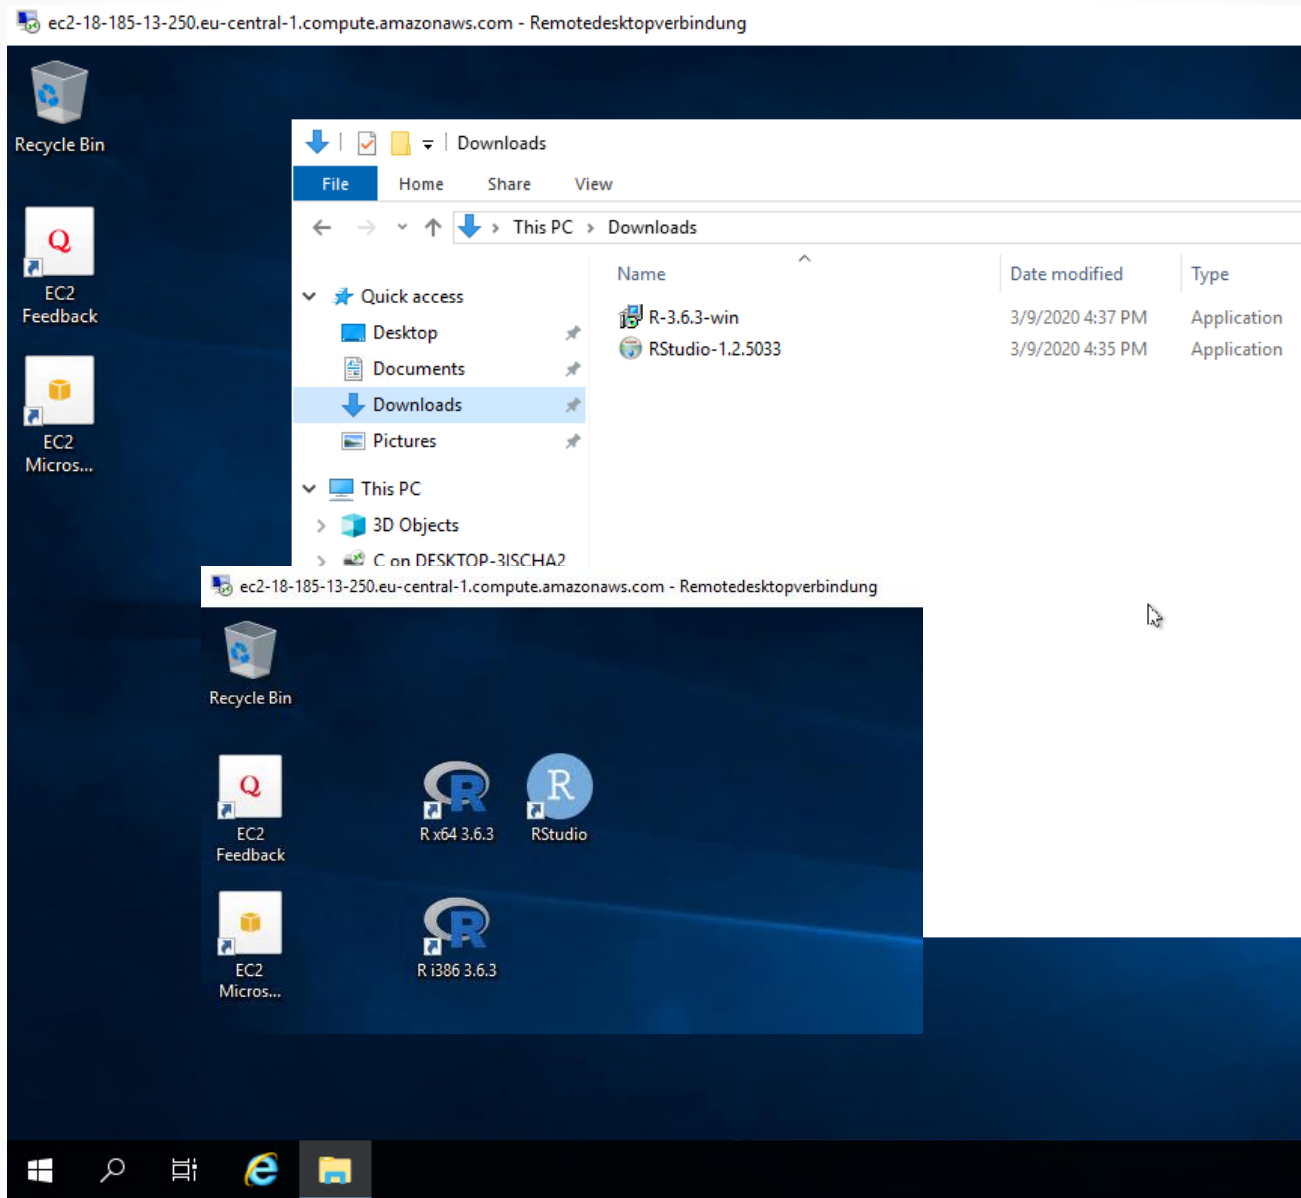 ec2-18-185-13-250.eu-central-1.compute.amazonaws.com - Remotedesktopverbindung
Recycle Bin
EC2
Feedback
EC2
Micros...
Downloads
File Home Share View
This PC Downloads
Name Date modified Type
R-3.6.3-win 3/9/2020 4:37 PM Application
RStudio-1.2.5033 3/9/2020 4:35 PM Application
Quick access
Desktop
Documents
Downloads
Pictures
This PC
3D Objects
C on DESKTOP-3ISCHA2
ec2-18-185-13-250.eu-central-1.compute.amazonaws.com - Remotedesktopverbindung
Recycle Bin
EC2
Feedback
R x64 3.6.3
RStudio
EC2
Micros...
R i386 3.6.3